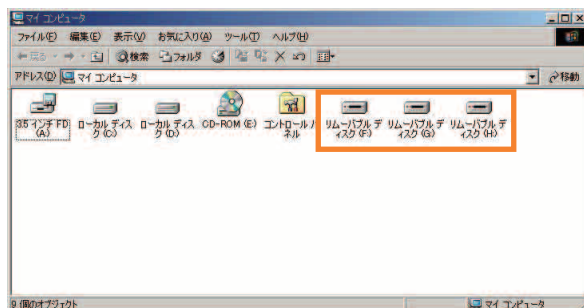 マイ コンピュータ
ファイル(F) 編集(E) 表示(V) お気に入り(A) ツール(T) ヘルプ(H)
戻る 検索 フォルダ
アドレス(D) マイ コンピュータ 移動
3.5 インチ FD (A)
ローカル ディスク (C)
ローカル ディスク (D)
CD-ROM (E)
コントロール パネル
リムーバブル ディスク (F)
リムーバブル ディスク (G)
リムーバブル ディスク (H)
9 個のオブジェクト マイ コンピュータ